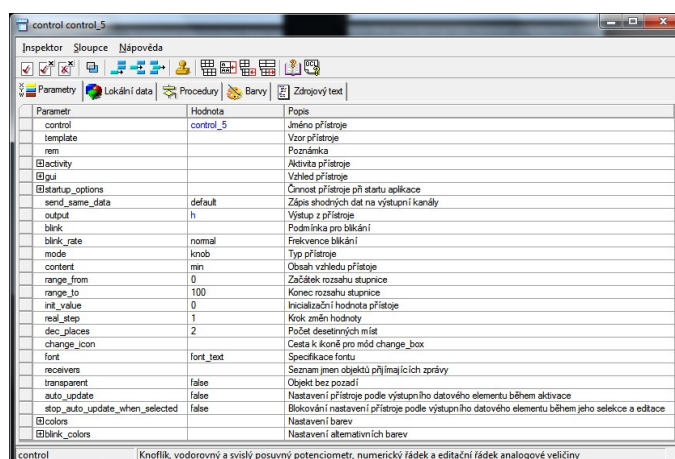 control control_5
Inspektor Sloupce Nápověda
Parametry Lokální data Procedury Barvy Zdrojový text
Parametr Hodnota Popis
control control_5 Jméno přístroje
template Vzor přístroje
rem Poznámka
activity Aktivita přístroje
gui Vzhled přístroje
startup_options Činnost přístroje při startu aplikace
send_same_data default Zápis shodných dat na výstupní kanály
output h Výstup z přístroje
blink Podmínka pro blikání
blink_rate normal Frekvence blikání
mode knob Typ přístroje
content min Obsah vzhledu přístoje
range_from 0 Začátek rozsahu stupnice
range_to 100 Konec rozsahu stupnice
init_value 0 Inicializační hodnota přístoje
real_step 1 Krok změn hodnoty
dec_places 2 Počet desetinných míst
change_icon Cesta k ikoně pro mód change_box
font font_text Specifikace fontu
receivers Seznam jmen objektů přijímajících zprávy
transparent false Objekt bez pozadí
auto_update false Nastavení přístroje podle výstupního datového elementu během aktivace
stop_auto_update_when_selected false Blokování nastavení přístroje podle výstupního datového elementu během jeho selekce a editace
colors Nastavení barev
blink_colors Nastavení alternativních barev
control Knoflík, vodorovný a svislý posuvný potenciometr, numerický řádek a editační řádek analogové veličiny